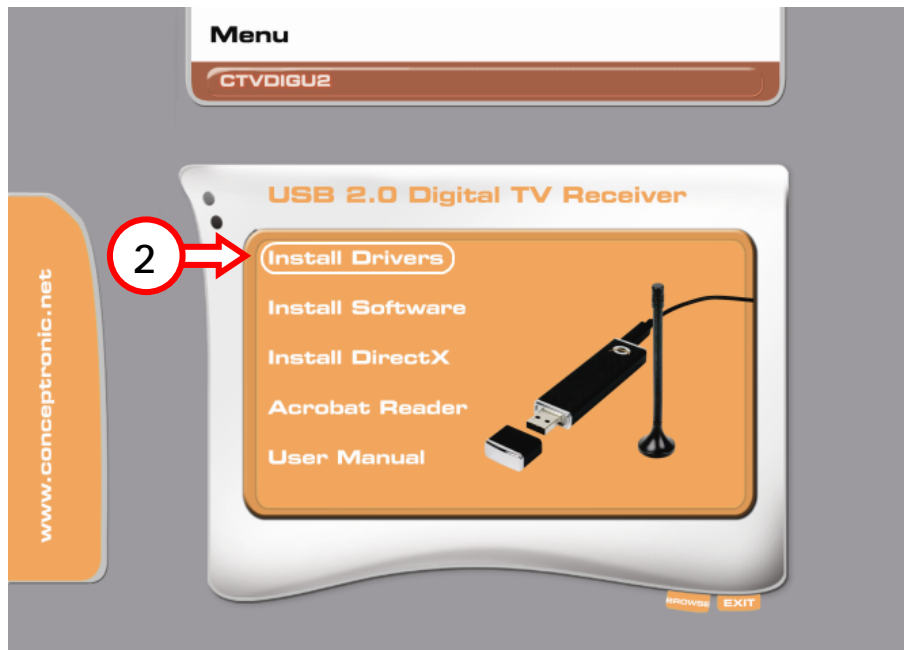 Menu
CTVDIGU2
www.conceptronic.net
USB 2.0 Digital TV Receiver
2
Install Drivers
Install Software
Install DirectX
Acrobat Reader
User Manual
BROWSE
EXIT